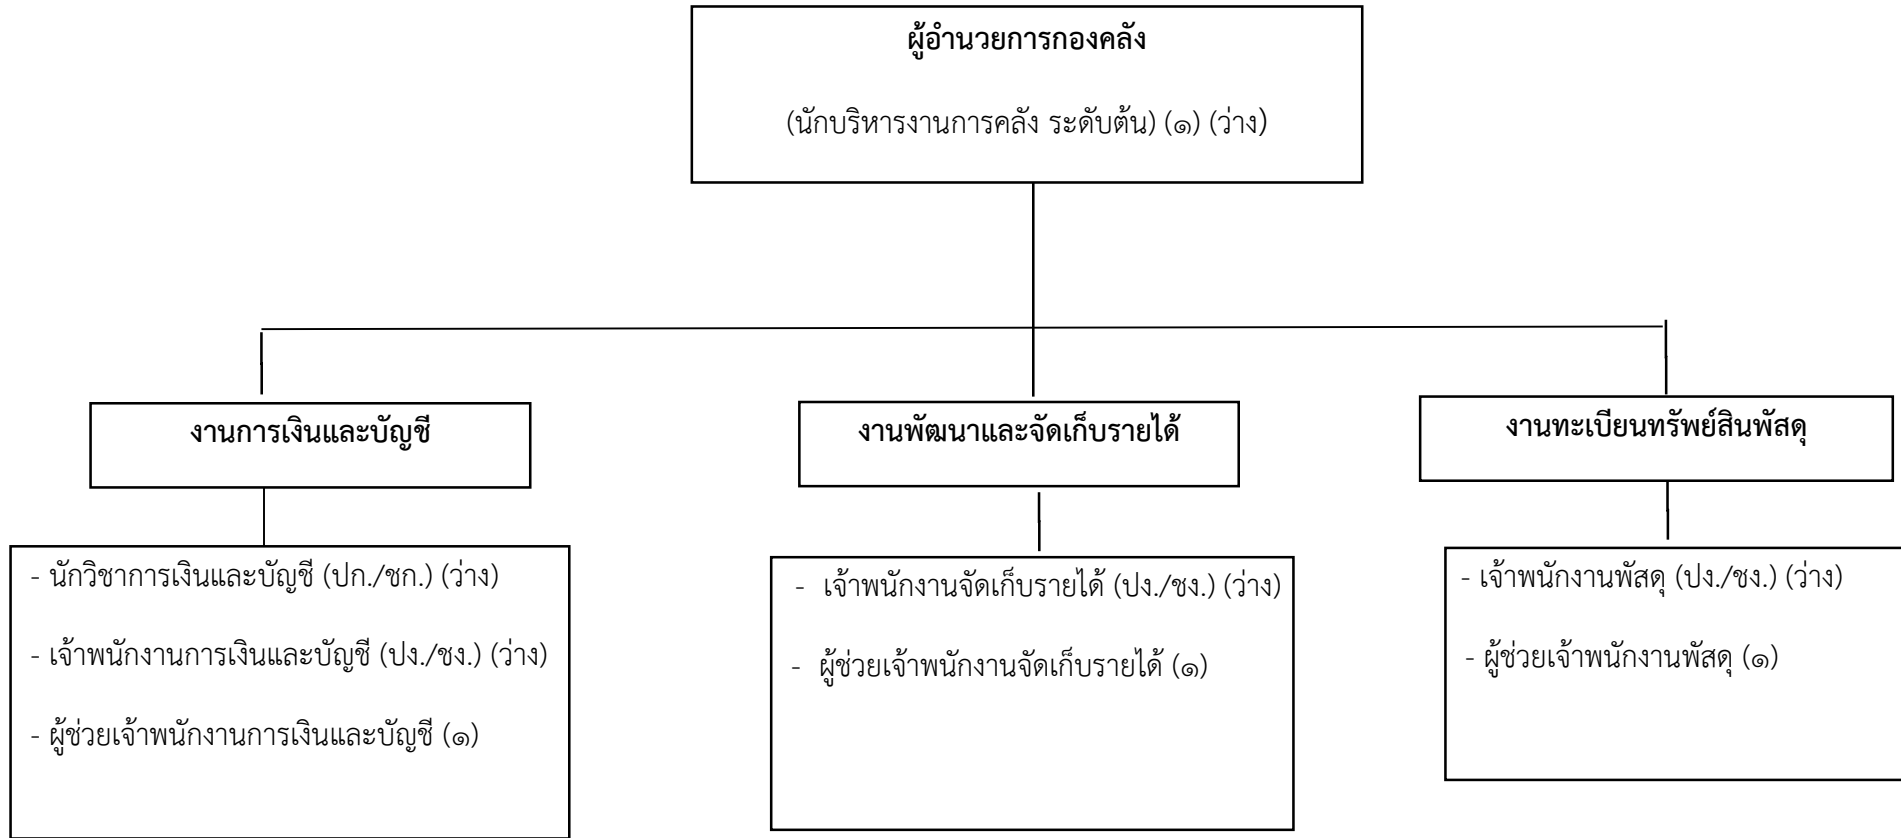 ผู้อำนวยการกองคลัง
(นักบริหารงานการคลัง ระดับต้น) (๑) (ว่าง)
งานการเงินและบัญชี
- นักวิชาการเงินและบัญชี (ปก./ชก.) (ว่าง)
- เจ้าพนักงานการเงินและบัญชี (ปง./ชง.) (ว่าง)
- ผู้ช่วยเจ้าพนักงานการเงินและบัญชี (๑)
งานพัฒนาและจัดเก็บรายได้
- เจ้าพนักงานจัดเก็บรายได้ (ปง./ชง.) (ว่าง)
- ผู้ช่วยเจ้าพนักงานจัดเก็บรายได้ (๑)
งานทะเบียนทรัพย์สินพัสดุ
- เจ้าพนักงานพัสดุ (ปง./ชง.) (ว่าง)
- ผู้ช่วยเจ้าพนักงานพัสดุ (๑)